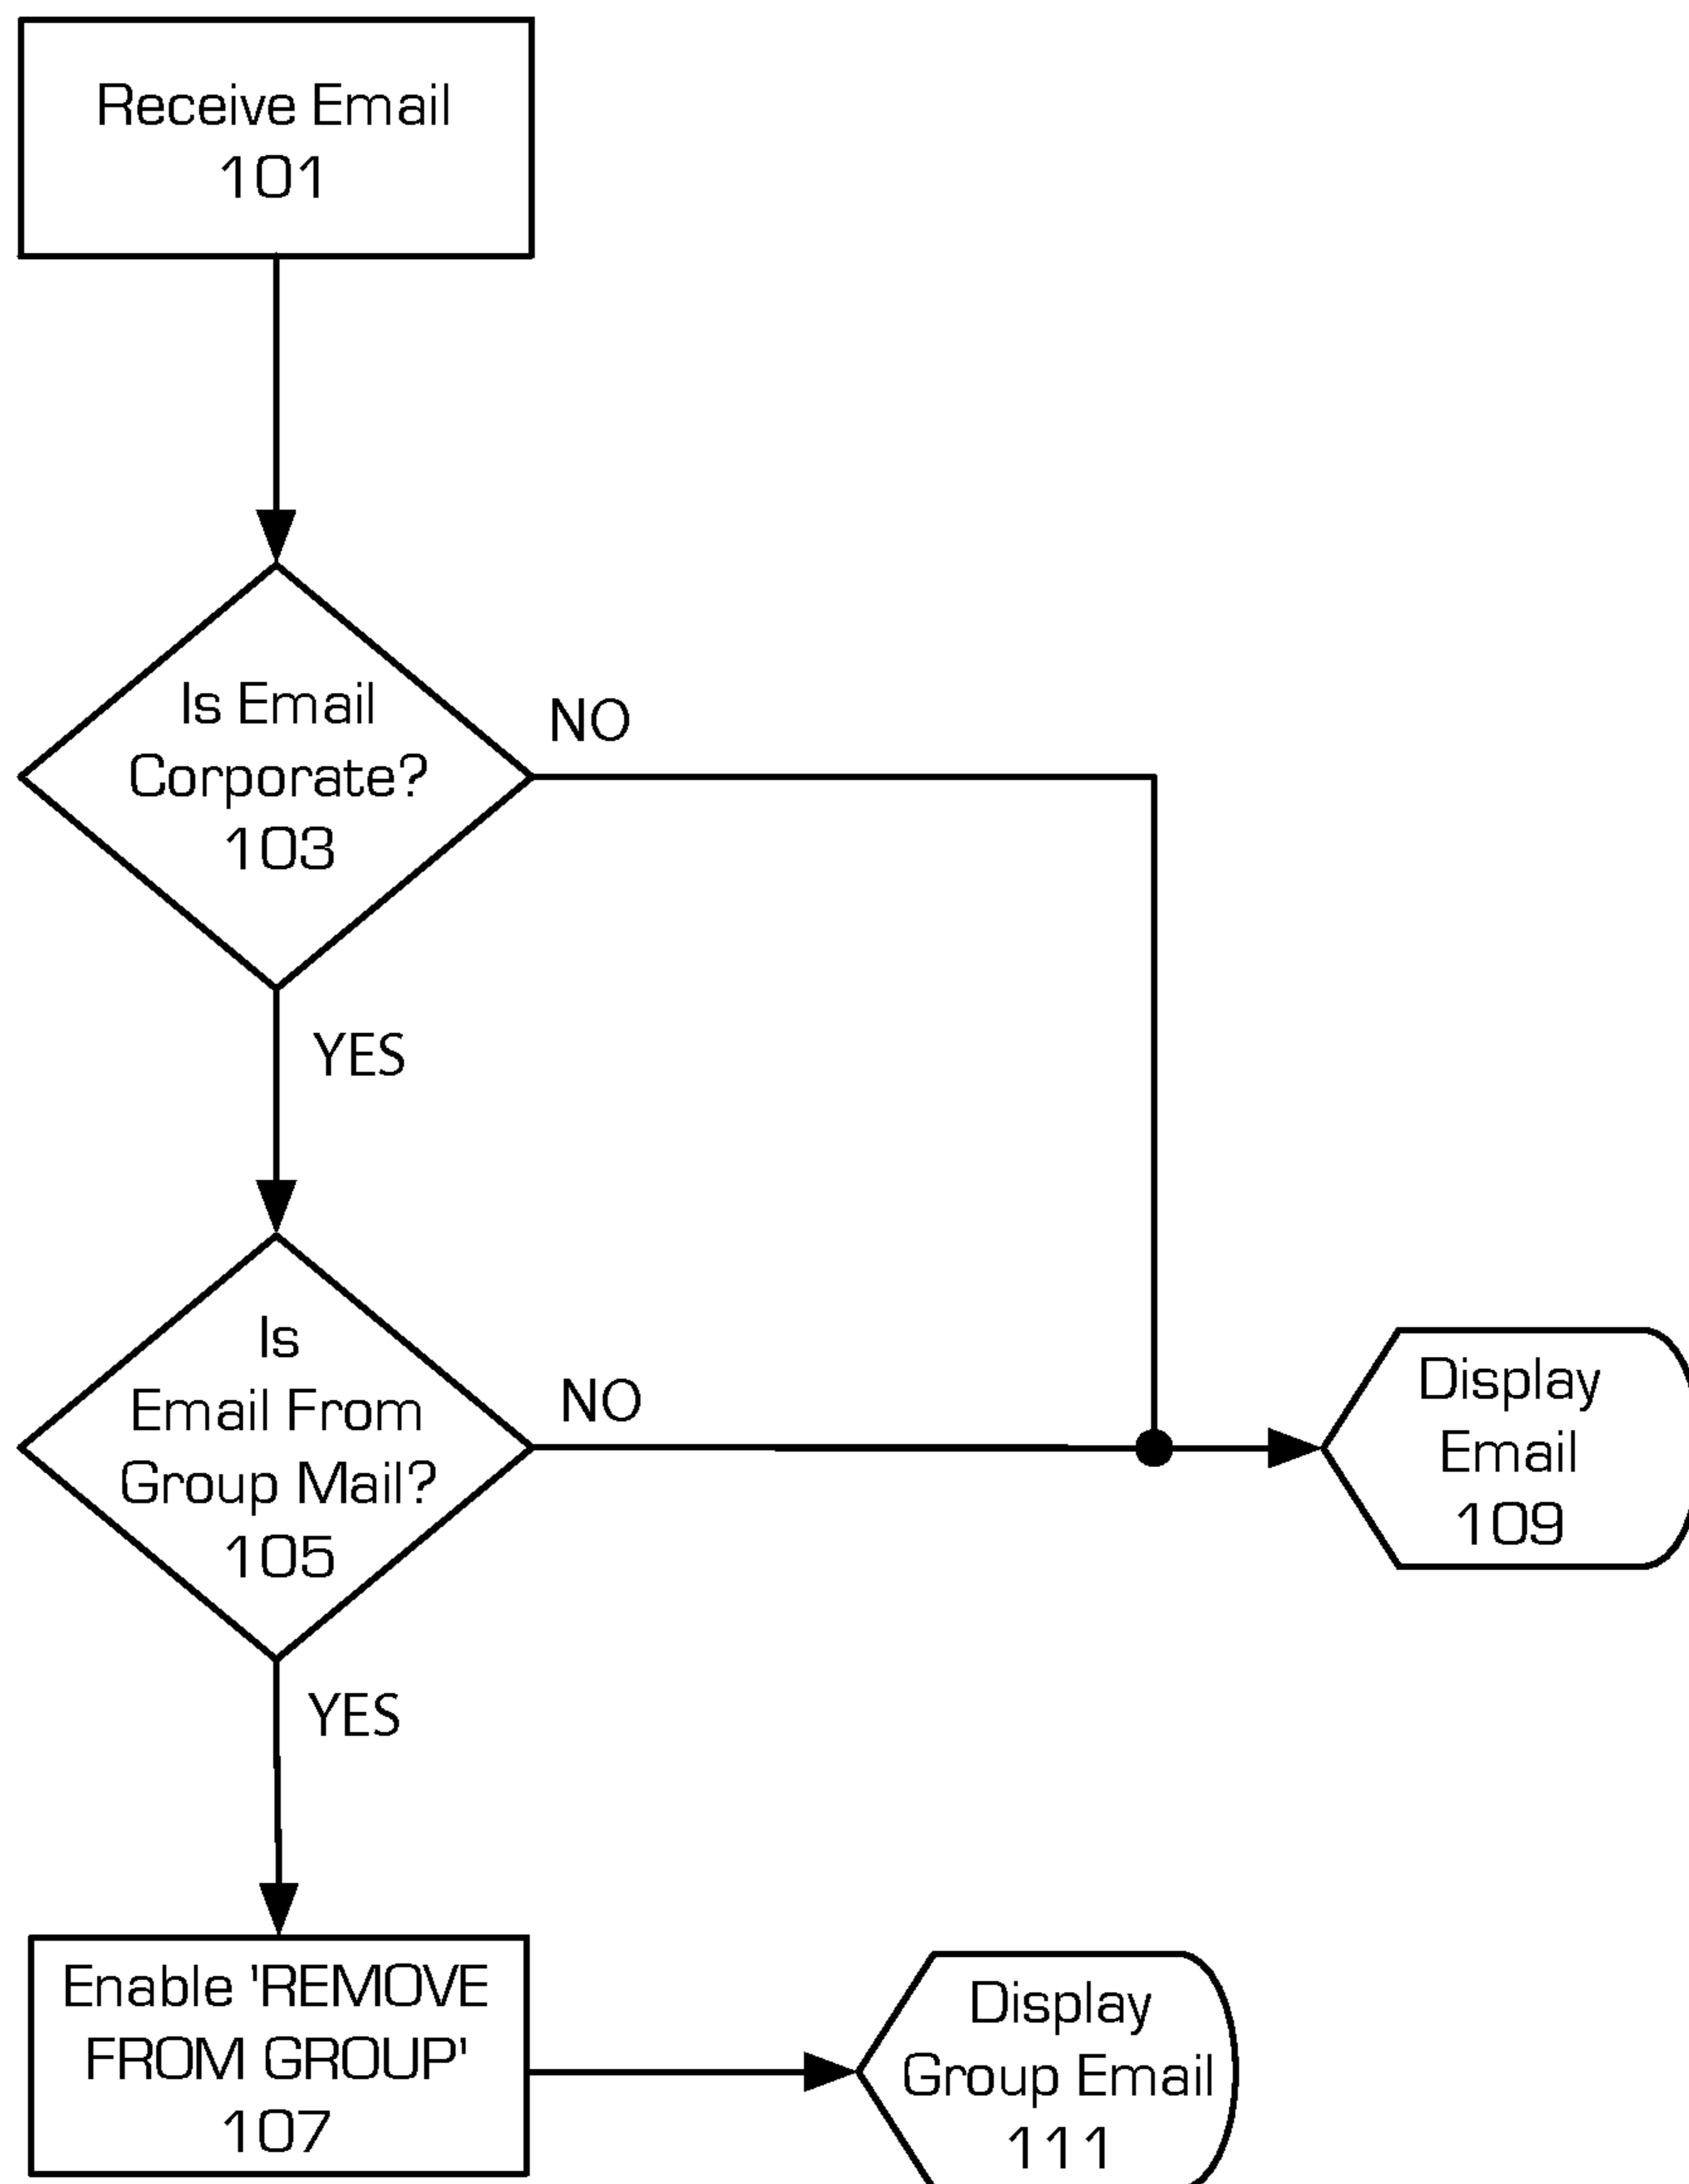 Receive Email
101
Is Email
Corporate?
103
NO
YES
Is
Email From
Group Mail?
105
NO
Display
Email
109
YES
Enable 'REMOVE
FROM GROUP'
107
Display
Group Email
111